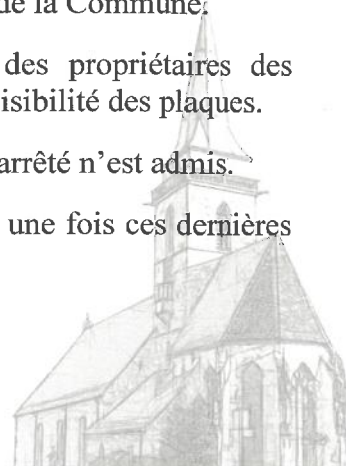 de la Commune.
des propriétaires des
isibilité des plaques.
arrêté n'est admis.
une fois ces dernières